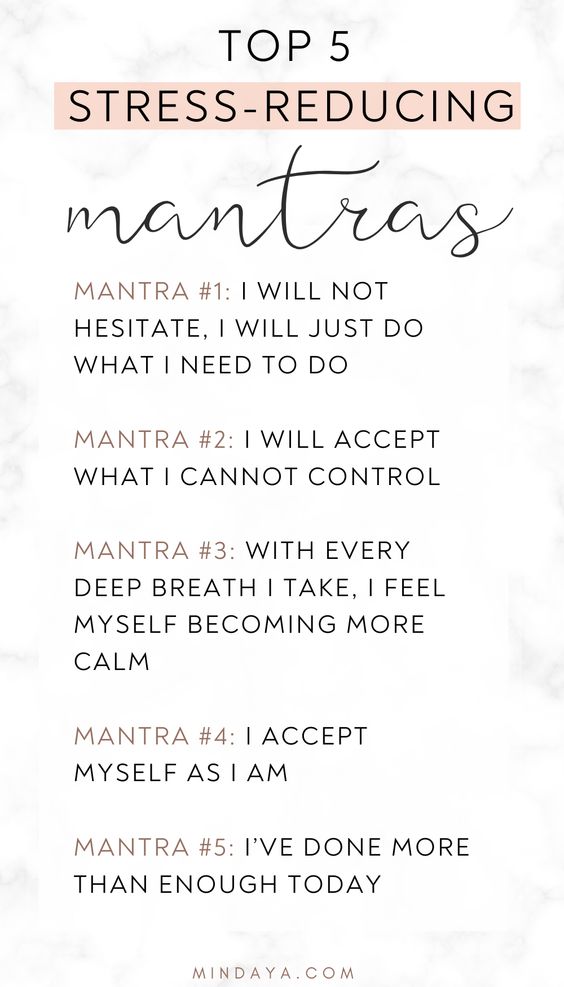 TOP 5
STRESS-REDUCING
mantras
MANTRA #1: I WILL NOT
HESITATE, I WILL JUST DO
WHAT I NEED TO DO
MANTRA #2: I WILL ACCEPT
WHAT I CANNOT CONTROL
MANTRA #3: WITH EVERY
DEEP BREATH I TAKE, I FEEL
MYSELF BECOMING MORE
CALM
MANTRA #4: I ACCEPT
MYSELF AS I AM
MANTRA #5: I’VE DONE MORE
THAN ENOUGH TODAY
MINDAYA.COM